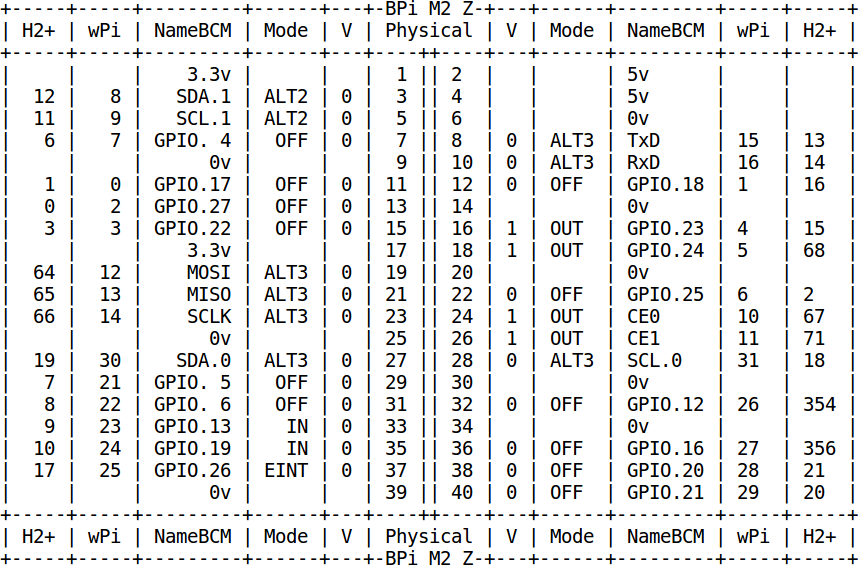 +-----+-----+---------+------+---+-BPi M2 Z-+---+------+---------+-----+-----+
| H2+ | wPi | NameBCM | Mode | V | Physical | V | Mode | NameBCM | wPi | H2+ |
+-----+-----+---------+------+---+----++----+---+------+---------+-----+-----+
|     |     |    3.3v |      |   |  1 || 2  |   |      | 5v      |     |     |
|  12 |   8 |   SDA.1 | ALT2 | 0 |  3 || 4  |   |      | 5v      |     |     |
|  11 |   9 |   SCL.1 | ALT2 | 0 |  5 || 6  |   |      | 0v      |     |     |
|   6 |   7 | GPIO. 4 |  OFF | 0 |  7 || 8  | 0 | ALT3 | TxD     | 15  | 13  |
|     |     |      0v |      |   |  9 || 10 | 0 | ALT3 | RxD     | 16  | 14  |
|   1 |   0 | GPIO.17 |  OFF | 0 | 11 || 12 | 0 | OFF  | GPIO.18 | 1   | 16  |
|   0 |   2 | GPIO.27 |  OFF | 0 | 13 || 14 |   |      | 0v      |     |     |
|   3 |   3 | GPIO.22 |  OFF | 0 | 15 || 16 | 1 | OUT  | GPIO.23 | 4   | 15  |
|     |     |    3.3v |      |   | 17 || 18 | 1 | OUT  | GPIO.24 | 5   | 68  |
|  64 |  12 |    MOSI | ALT3 | 0 | 19 || 20 |   |      | 0v      |     |     |
|  65 |  13 |    MISO | ALT3 | 0 | 21 || 22 | 0 | OFF  | GPIO.25 | 6   | 2   |
|  66 |  14 |    SCLK | ALT3 | 0 | 23 || 24 | 1 | OUT  | CE0     | 10  | 67  |
|     |     |      0v |      |   | 25 || 26 | 1 | OUT  | CE1     | 11  | 71  |
|  19 |  30 |   SDA.0 | ALT3 | 0 | 27 || 28 | 0 | ALT3 | SCL.0   | 31  | 18  |
|   7 |  21 | GPIO. 5 |  OFF | 0 | 29 || 30 |   |      | 0v      |     |     |
|   8 |  22 | GPIO. 6 |  OFF | 0 | 31 || 32 | 0 | OFF  | GPIO.12 | 26  | 354 |
|   9 |  23 | GPIO.13 |   IN | 0 | 33 || 34 |   |      | 0v      |     |     |
|  10 |  24 | GPIO.19 |   IN | 0 | 35 || 36 | 0 | OFF  | GPIO.16 | 27  | 356 |
|  17 |  25 | GPIO.26 | EINT | 0 | 37 || 38 | 0 | OFF  | GPIO.20 | 28  | 21  |
|     |     |      0v |      |   | 39 || 40 | 0 | OFF  | GPIO.21 | 29  | 20  |
+-----+-----+---------+------+---+----++----+---+------+---------+-----+-----+
| H2+ | wPi | NameBCM | Mode | V | Physical | V | Mode | NameBCM | wPi | H2+ |
+-----+-----+---------+------+---+-BPi M2 Z-+---+------+---------+-----+-----+